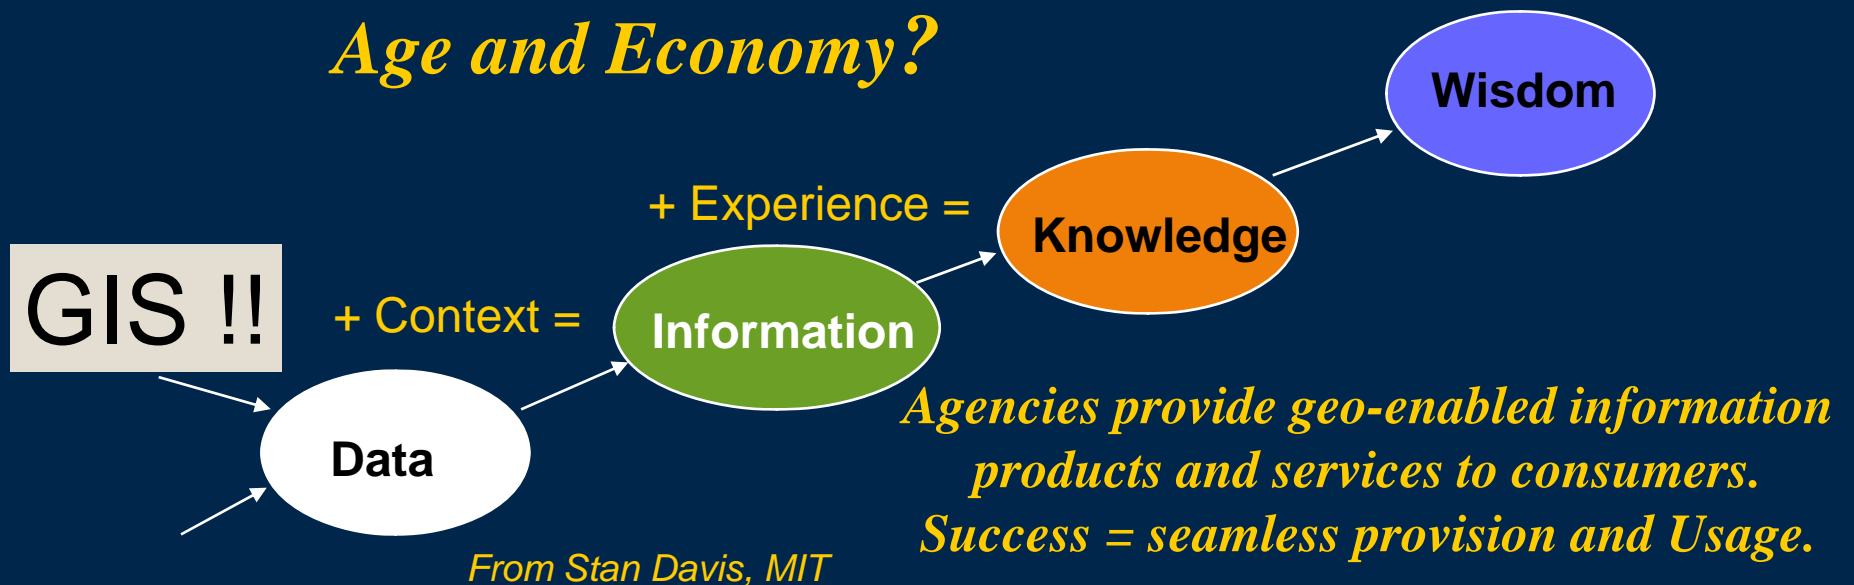 Age and Economy?
Wisdom
+ Experience =
Knowledge
GIS !!
+ Context =
Information
Data
Agencies provide geo-enabled information
products and services to consumers.
Success = seamless provision and Usage.
From Stan Davis, MIT